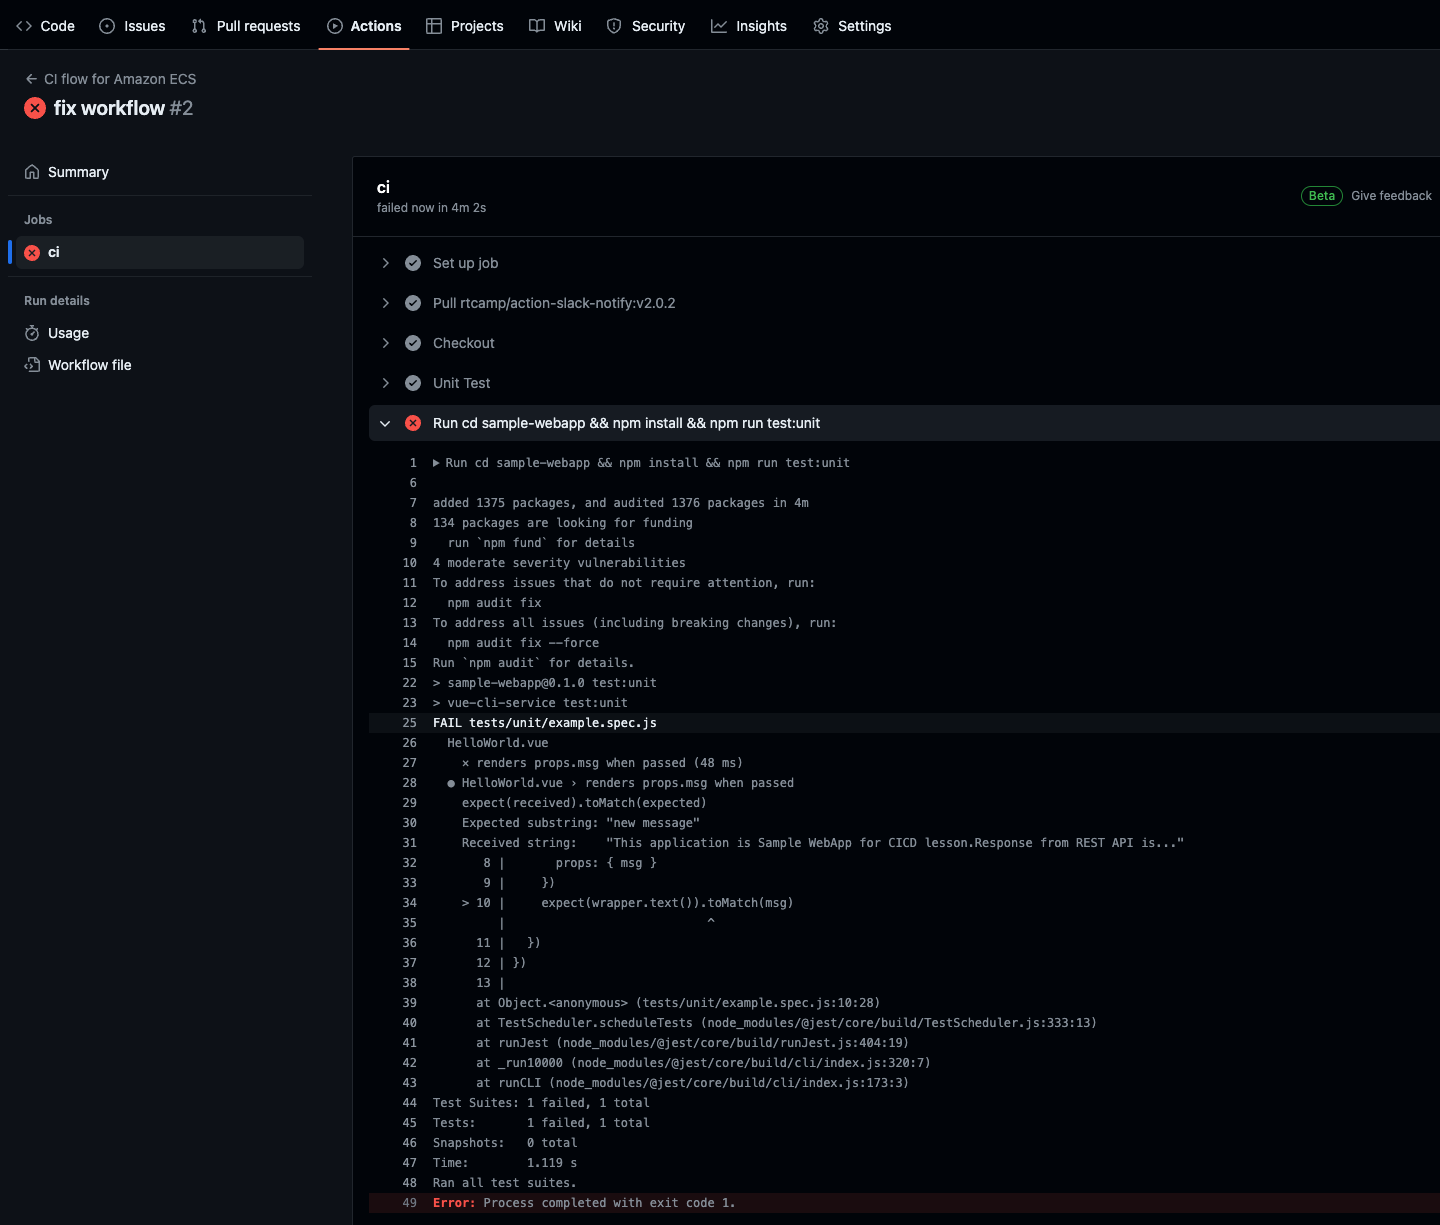 Code Issues Pull requests Actions Projects Wiki Security Insights Settings
CI flow for Amazon ECS
fix workflow #2
Summary
Jobs
ci
Run details
Usage
Workflow file
ci
failed now in 4m 2s
Beta Give feedback
Set up job
Pull rtcamp/action-slack-notify:v2.0.2
Checkout
Unit Test
Run cd sample-webapp && npm install && npm run test:unit
1 ▶ Run cd sample-webapp && npm install && npm run test:unit
6
7 added 1375 packages, and audited 1376 packages in 4m
8 134 packages are looking for funding
9   run `npm fund` for details
10 4 moderate severity vulnerabilities
11 To address issues that do not require attention, run:
12   npm audit fix
13 To address all issues (including breaking changes), run:
14   npm audit fix --force
15 Run `npm audit` for details.
22 > sample-webapp@0.1.0 test:unit
23 > vue-cli-service test:unit
25 FAIL tests/unit/example.spec.js
26   HelloWorld.vue
27     × renders props.msg when passed (48 ms)
28   ● HelloWorld.vue › renders props.msg when passed
29     expect(received).toMatch(expected)
30     Expected substring: "new message"
31     Received string:    "This application is Sample WebApp for CICD lesson.Response from REST API is..."
32        8 |       props: { msg }
33        9 |     })
34     > 10 |     expect(wrapper.text()).toMatch(msg)
35          |                            ^
36       11 |   })
37       12 | })
38       13 |
39       at Object.<anonymous> (tests/unit/example.spec.js:10:28)
40       at TestScheduler.scheduleTests (node_modules/@jest/core/build/TestScheduler.js:333:13)
41       at runJest (node_modules/@jest/core/build/runJest.js:404:19)
42       at _run10000 (node_modules/@jest/core/build/cli/index.js:320:7)
43       at runCLI (node_modules/@jest/core/build/cli/index.js:173:3)
44 Test Suites: 1 failed, 1 total
45 Tests:       1 failed, 1 total
46 Snapshots:   0 total
47 Time:        1.119 s
48 Ran all test suites.
49 Error: Process completed with exit code 1.